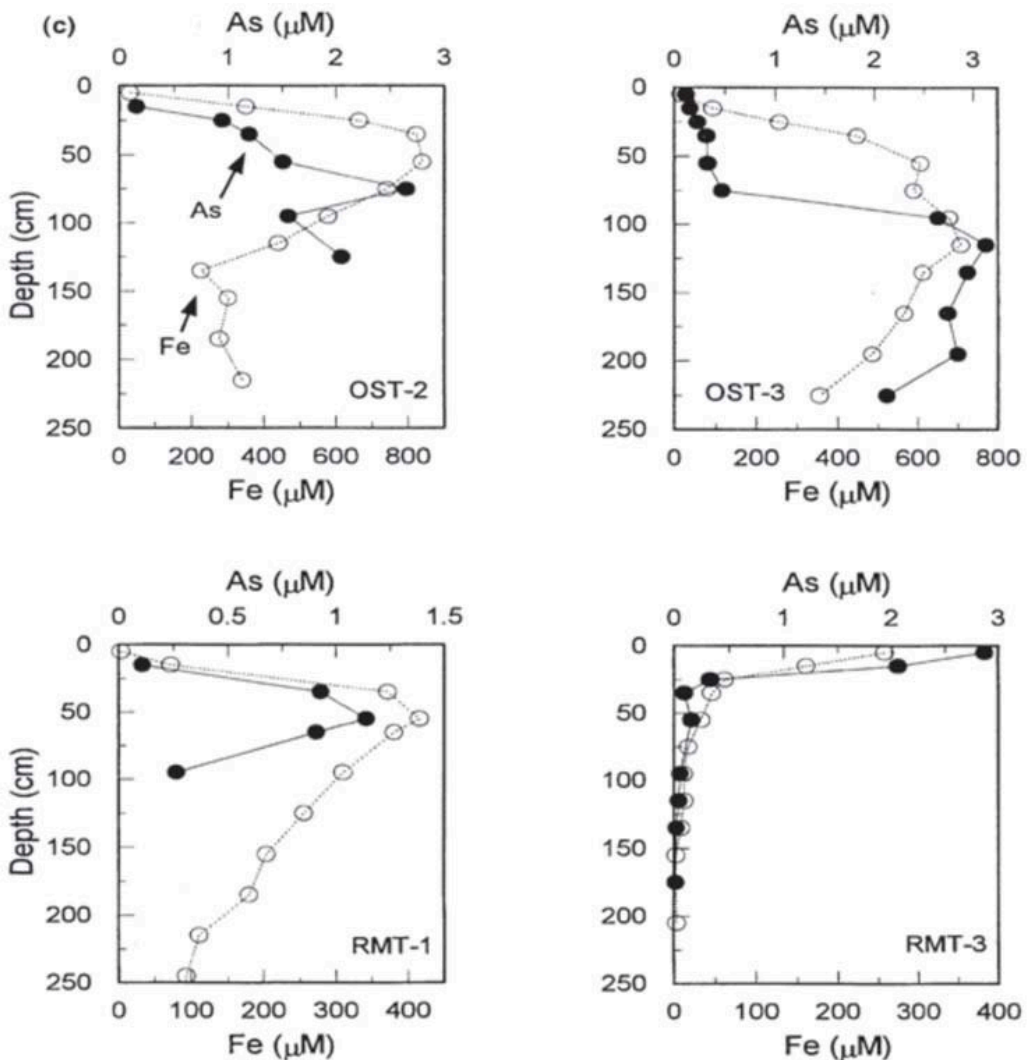 (c)
As (μM)
0 1 2 3
0
50
100
150
200
250
Depth (cm)
As
Fe
OST-2
0 200 400 600 800
Fe (μM)
As (μM)
0 1 2 3
0
50
100
150
200
250
OST-3
0 200 400 600 800
Fe (μM)
As (μM)
0 0.5 1 1.5
0
50
100
150
200
250
Depth (cm)
RMT-1
0 100 200 300 400
Fe (μM)
As (μM)
0 1 2 3
0
50
100
150
200
250
RMT-3
0 100 200 300 400
Fe (μM)